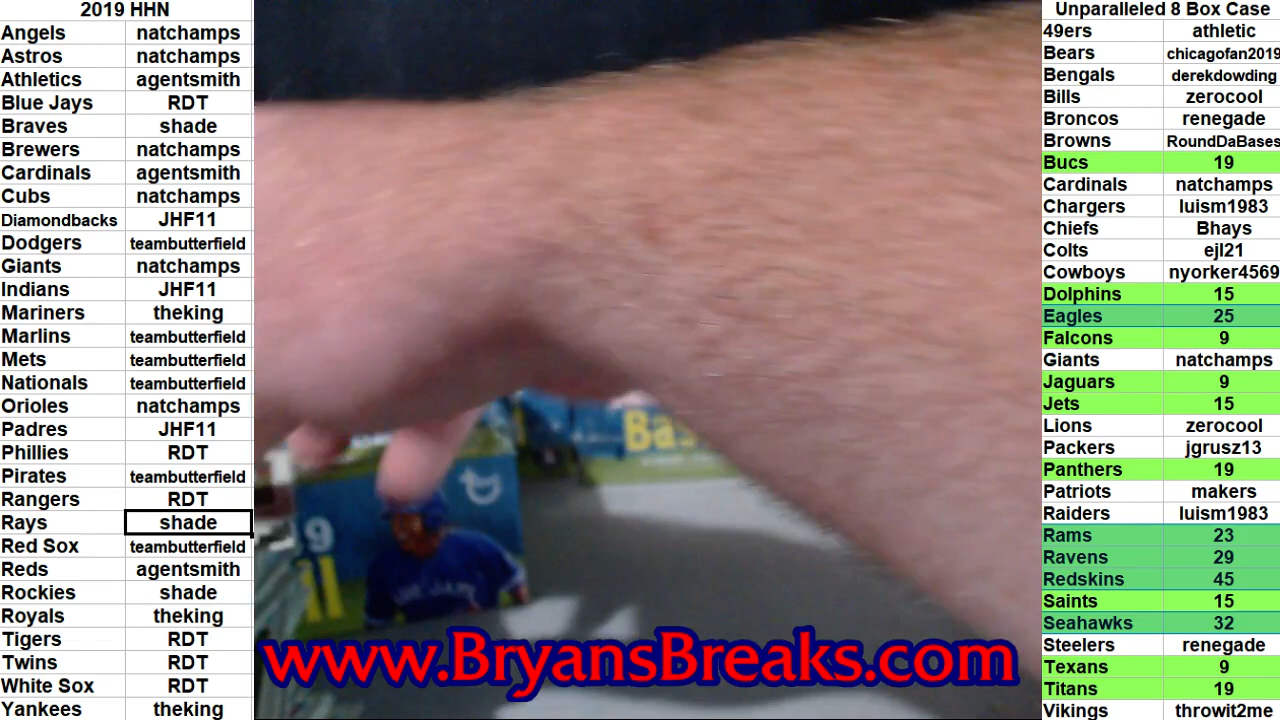 2019 HHN
Angels natchamps
Astros natchamps
Athletics agentsmith
Blue Jays RDT
Braves shade
Brewers natchamps
Cardinals agentsmith
Cubs natchamps
Diamondbacks JHF11
Dodgers teambutterfield
Giants natchamps
Indians JHF11
Mariners theking
Marlins teambutterfield
Mets teambutterfield
Nationals teambutterfield
Orioles natchamps
Padres JHF11
Phillies RDT
Pirates teambutterfield
Rangers RDT
Rays shade
Red Sox teambutterfield
Reds agentsmith
Rockies shade
Royals theking
Tigers RDT
Twins RDT
White Sox RDT
Yankees theking
Bas
9
BLUE JAYS
www.BryansBreaks.com
Unparalleled 8 Box Case
49ers athletic
Bears chicagofan2019
Bengals derekdowding
Bills zerocool
Broncos renegade
Browns RoundDaBases
Bucs 19
Cardinals natchamps
Chargers luism1983
Chiefs Bhays
Colts ejl21
Cowboys nyorker4569
Dolphins 15
Eagles 25
Falcons 9
Giants natchamps
Jaguars 9
Jets 15
Lions zerocool
Packers jgrusz13
Panthers 19
Patriots makers
Raiders luism1983
Rams 23
Ravens 29
Redskins 45
Saints 15
Seahawks 32
Steelers renegade
Texans 9
Titans 19
Vikings throwit2me